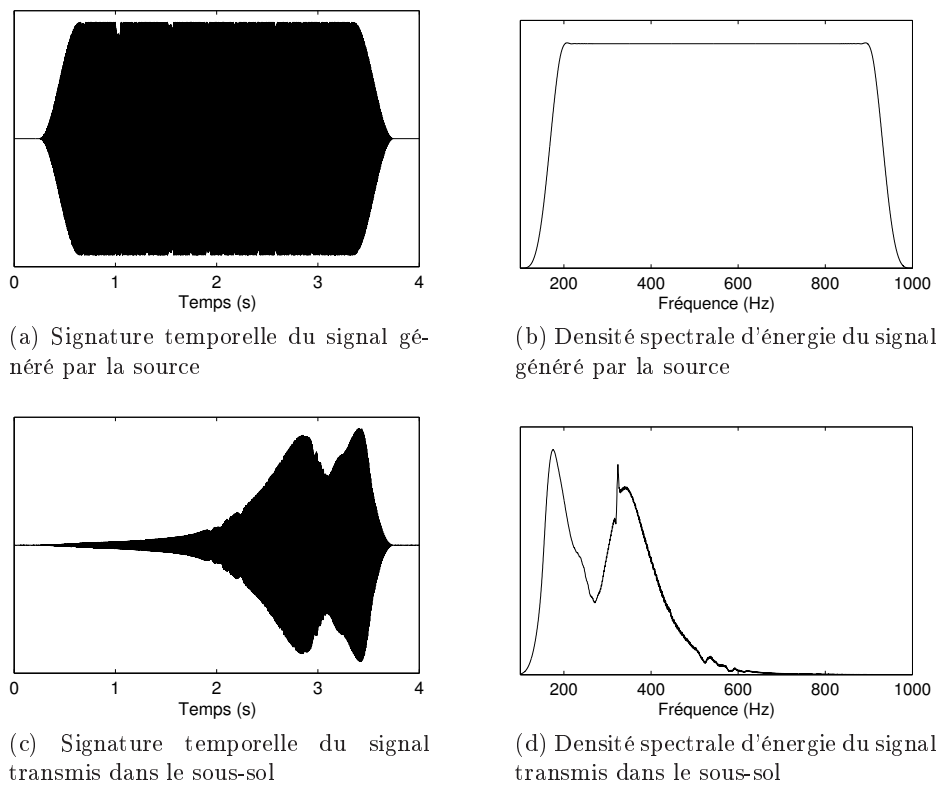 0 1 2 3 4
Temps (s)
(a) Signature temporelle du signal gé-
néré par la source
200 400 600 800 1000
Fréquence (Hz)
(b) Densité spectrale d'énergie du signal
généré par la source
0 1 2 3 4
Temps (s)
(c) Signature temporelle du signal
transmis dans le sous-sol
200 400 600 800 1000
Fréquence (Hz)
(d) Densité spectrale d'énergie du signal
transmis dans le sous-sol